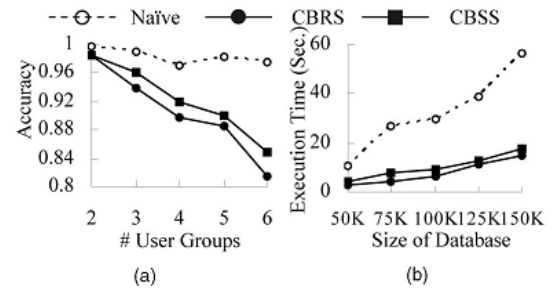 Naïve CBRS CBSS
1
0.96
0.92
0.88
0.84
0.8
Accuracy
2 3 4 5 6
# User Groups
(a)
60
40
20
0
Execution Time (Sec.)
50K 75K 100K 125K 150K
Size of Database
(b)